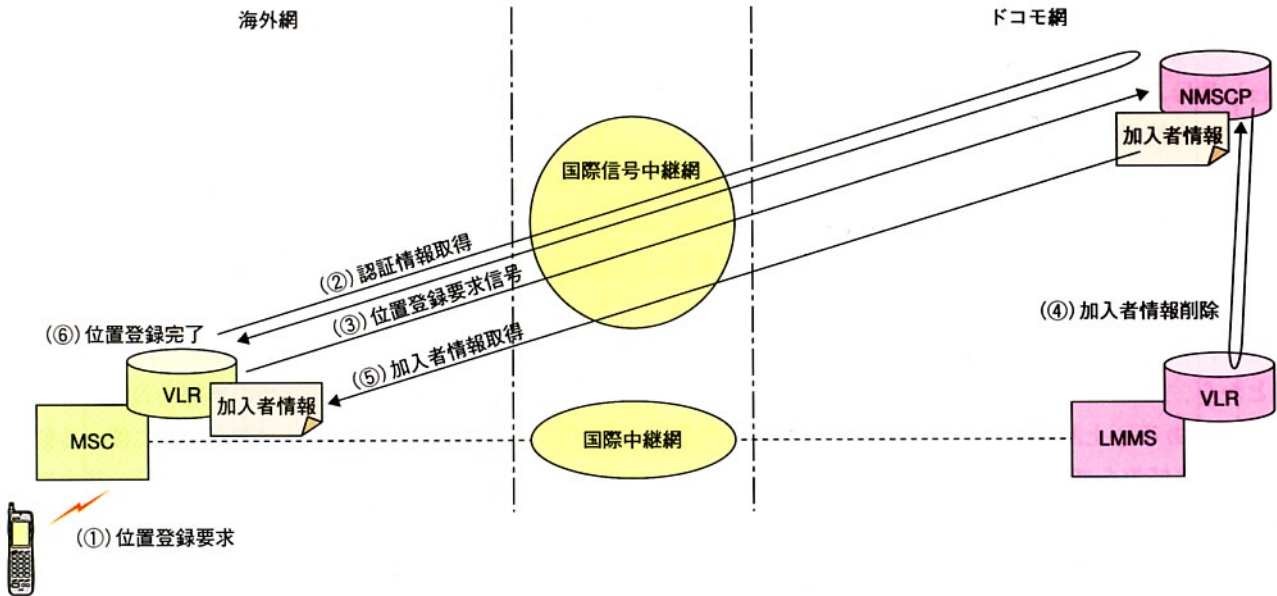 海外網
ドコモ網
NMSCP
加入者情報
国際信号中継網
(②) 認証情報取得
(③) 位置登録要求信号
(④) 加入者情報削除
(⑥) 位置登録完了
(⑤) 加入者情報取得
VLR
加入者情報
VLR
MSC
国際中継網
LMMS
(①) 位置登録要求